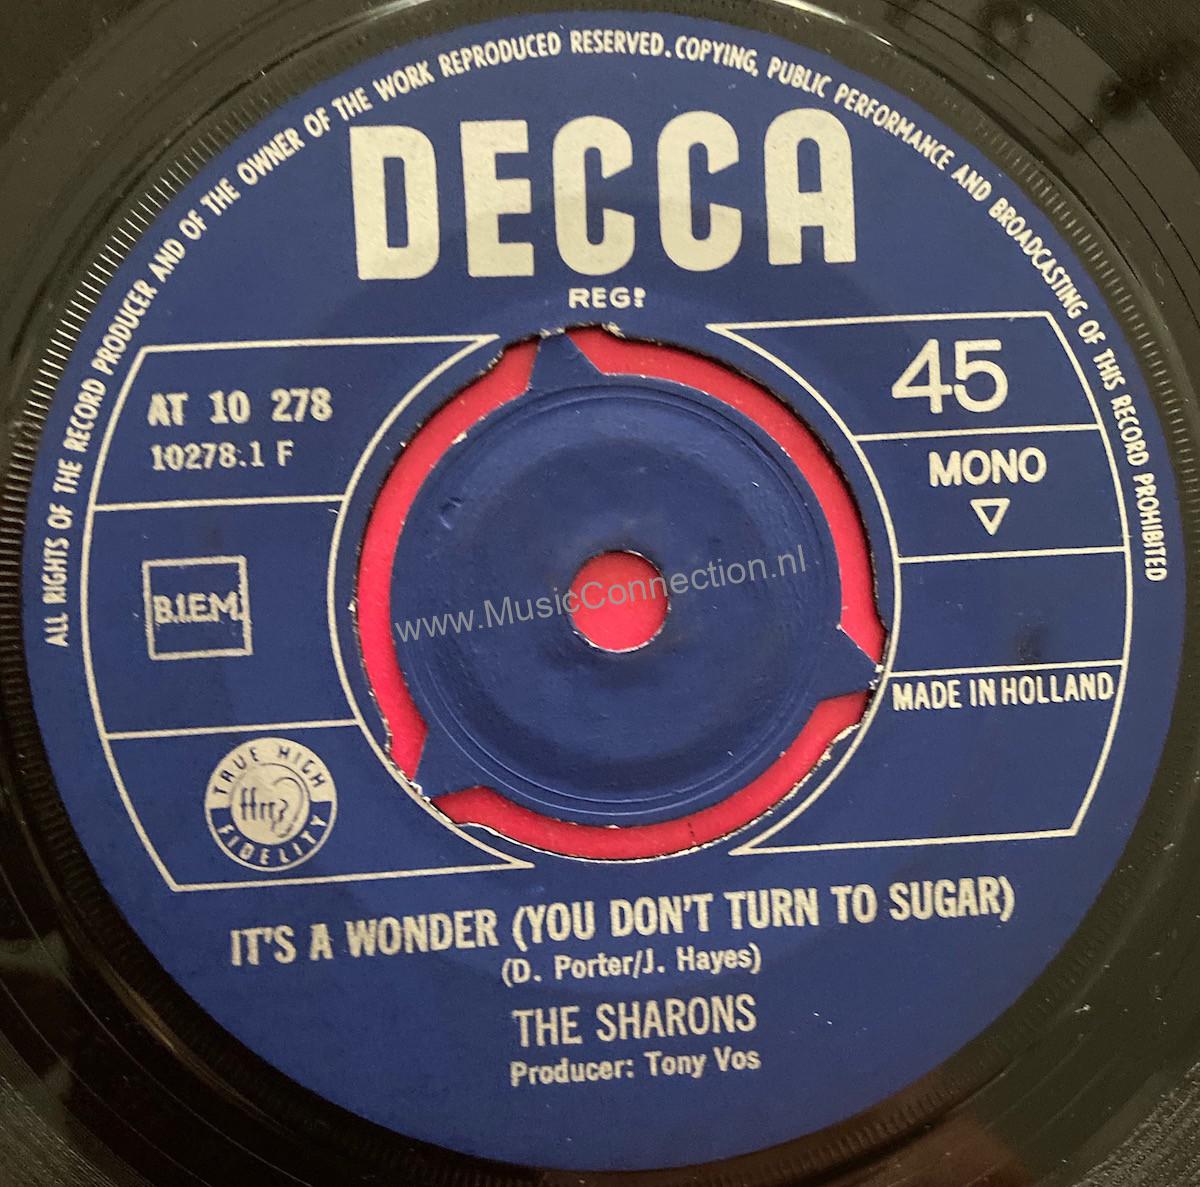 ALL RIGHTS OF THE RECORD PRODUCER AND OF THE OWNER OF THE WORK REPRODUCED RESERVED. COPYING, PUBLIC PERFORMANCE AND BROADCASTING OF THIS RECORD PROHIBITED
DECCA
REGD
AT 10 278
10278.1 F
45
MONO
B.I.E.M.
www.MusicConnection.nl
MADE IN HOLLAND
TRUE HIGH
ffrr
FIDELITY
IT'S A WONDER (YOU DON'T TURN TO SUGAR)
(D. Porter/J. Hayes)
THE SHARONS
Producer: Tony Vos